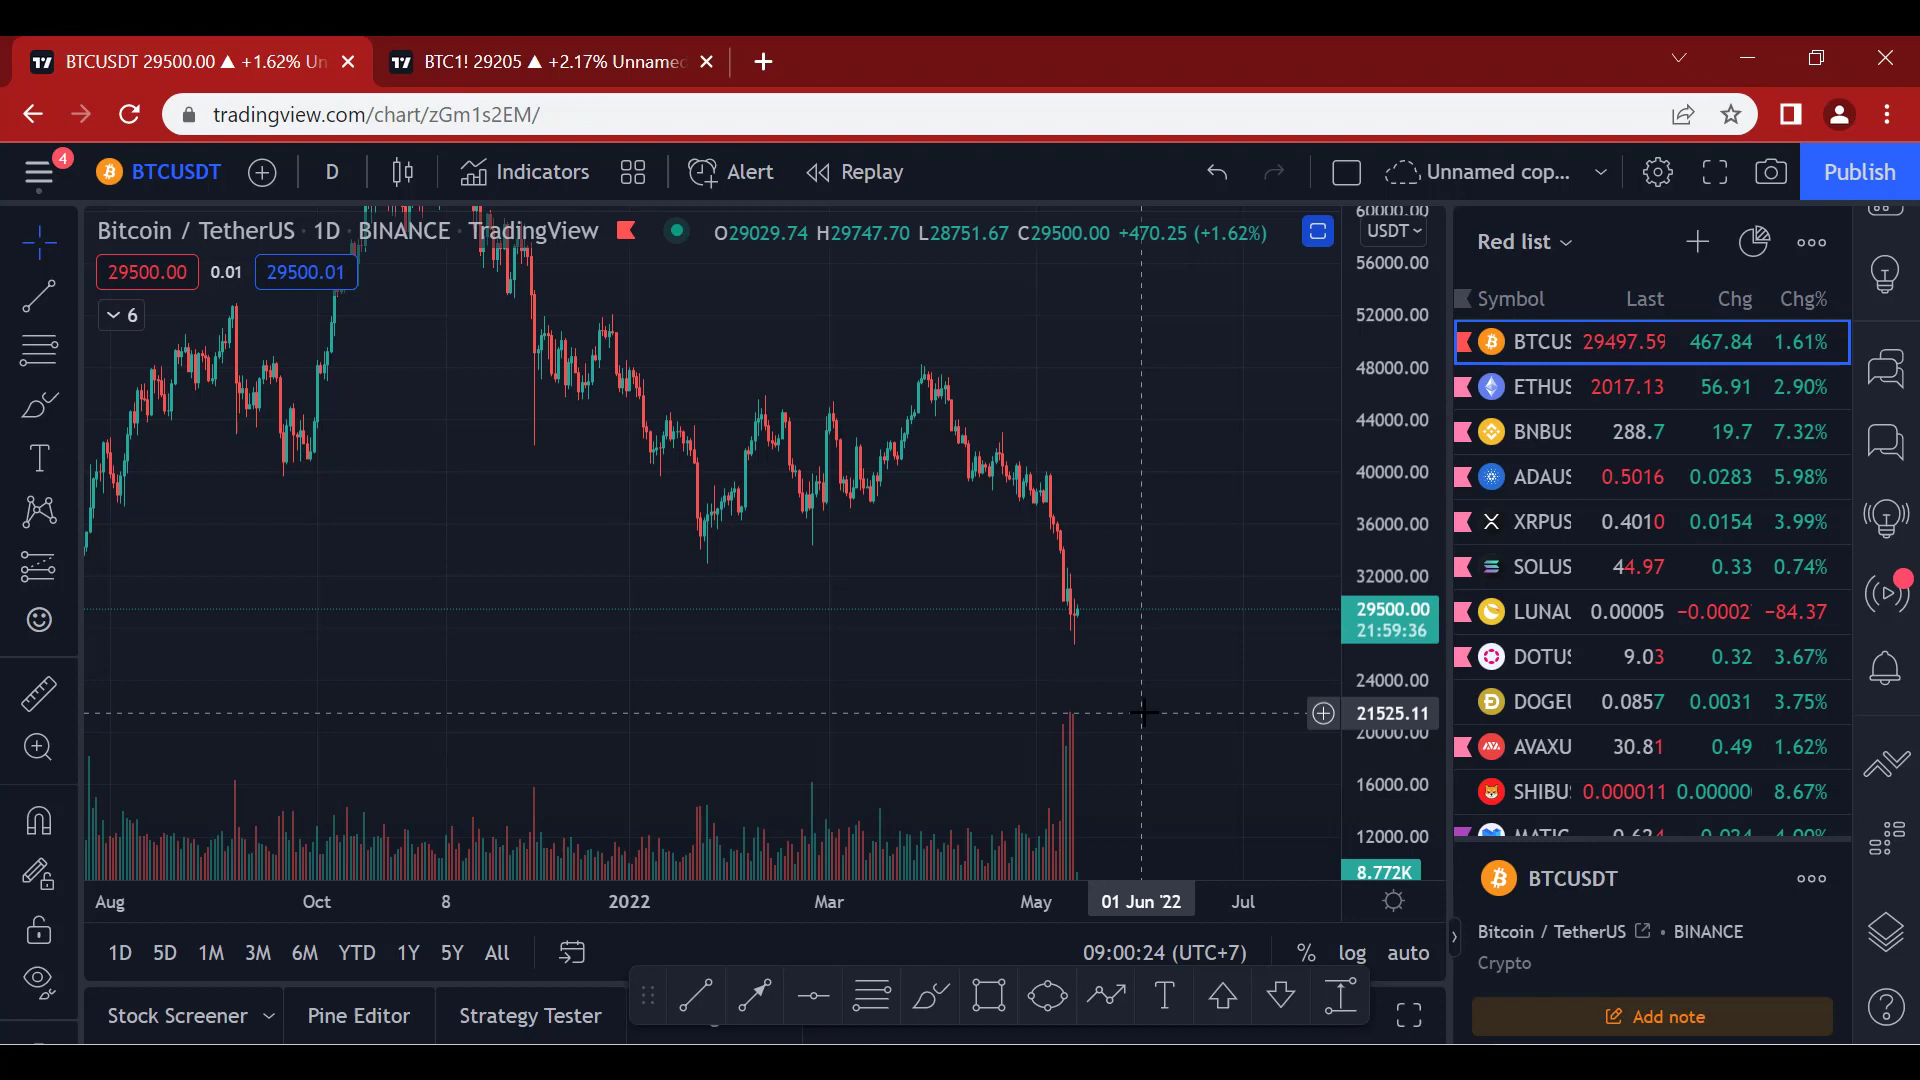 BTCUSDT 29500.00 ▲ +1.62% Un
BTC1! 29205 ▲ +2.17% Unnamed
tradingview.com/chart/zGm1s2EM/
4
BTCUSDT
D
Indicators
Alert
Replay
Unnamed cop...
Publish
Bitcoin / TetherUS · 1D · BINANCE · TradingView
O29029.74 H29747.70 L28751.67 C29500.00 +470.25 (+1.62%)
29500.00
0.01
29500.01
6
60000.00
USDT
56000.00
52000.00
48000.00
44000.00
40000.00
36000.00
32000.00
29500.00
21:59:36
24000.00
21525.11
20000.00
16000.00
12000.00
8.772K
Aug
Oct
8
2022
Mar
May
01 Jun '22
Jul
1D 5D 1M 3M 6M YTD 1Y 5Y All
09:00:24 (UTC+7)
% log auto
Stock Screener
Pine Editor
Strategy Tester
T
Red list
Symbol Last Chg Chg%
BTCUS 29497.59 467.84 1.61%
ETHUS 2017.13 56.91 2.90%
BNBUS 288.7 19.7 7.32%
ADAUS 0.5016 0.0283 5.98%
XRPUS 0.4010 0.0154 3.99%
SOLUS 44.97 0.33 0.74%
LUNAU 0.00005 −0.0002 −84.37
DOTUS 9.03 0.32 3.67%
DOGEU 0.0857 0.0031 3.75%
AVAXU 30.81 0.49 1.62%
SHIBU 0.000011 0.00000 8.67%
MATIC
BTCUSDT
Bitcoin / TetherUS • BINANCE
Crypto
Add note